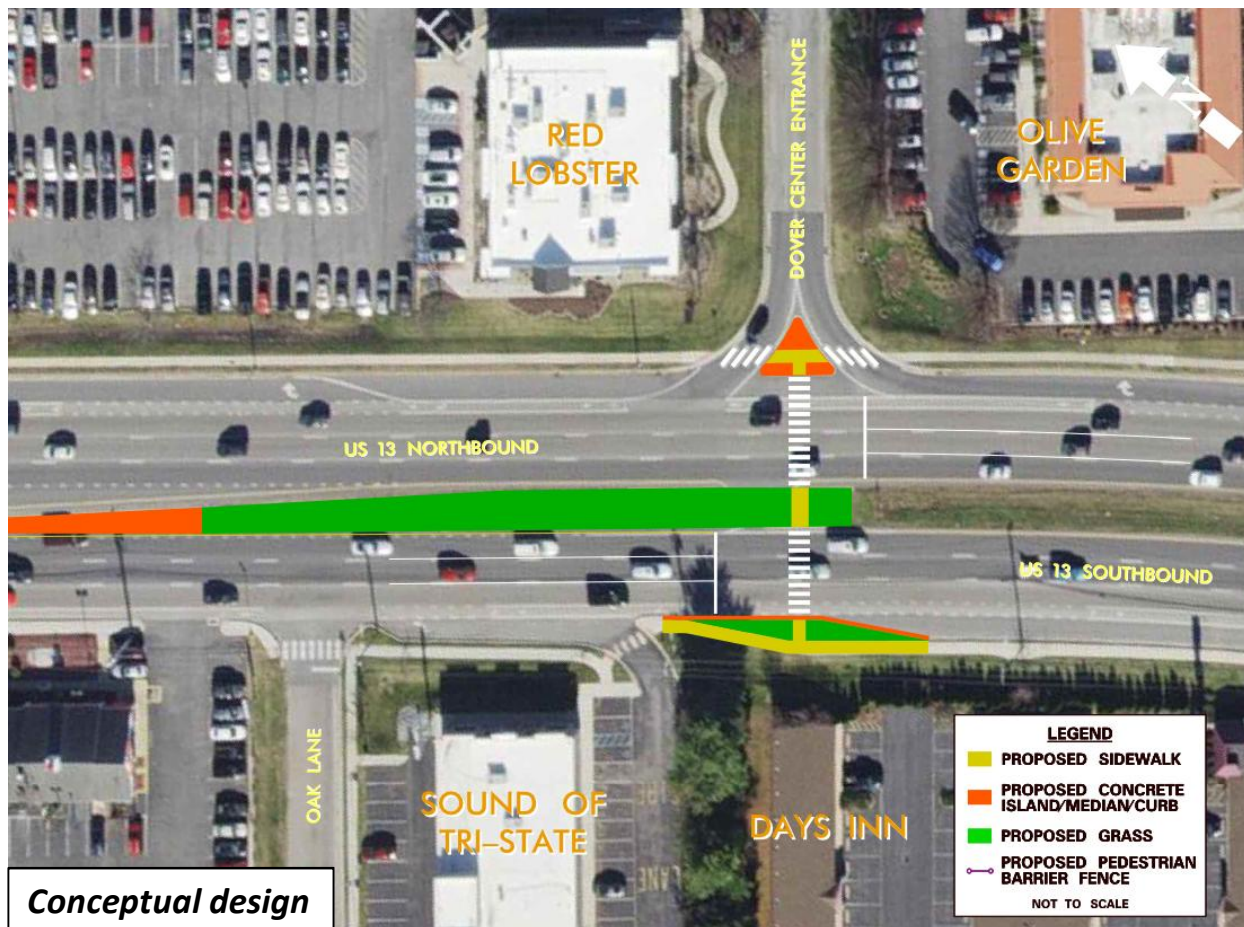 RED
LOBSTER
DOVER CENTER ENTRANCE
OLIVE
GARDEN
N
US 13 NORTHBOUND
US 13 SOUTHBOUND
OAK LANE
SOUND OF
TRI-STATE
LANE
DAYS INN
LEGEND
PROPOSED SIDEWALK
PROPOSED CONCRETE
ISLAND/MEDIAN/CURB
PROPOSED GRASS
PROPOSED PEDESTRIAN
BARRIER FENCE
NOT TO SCALE
Conceptual design